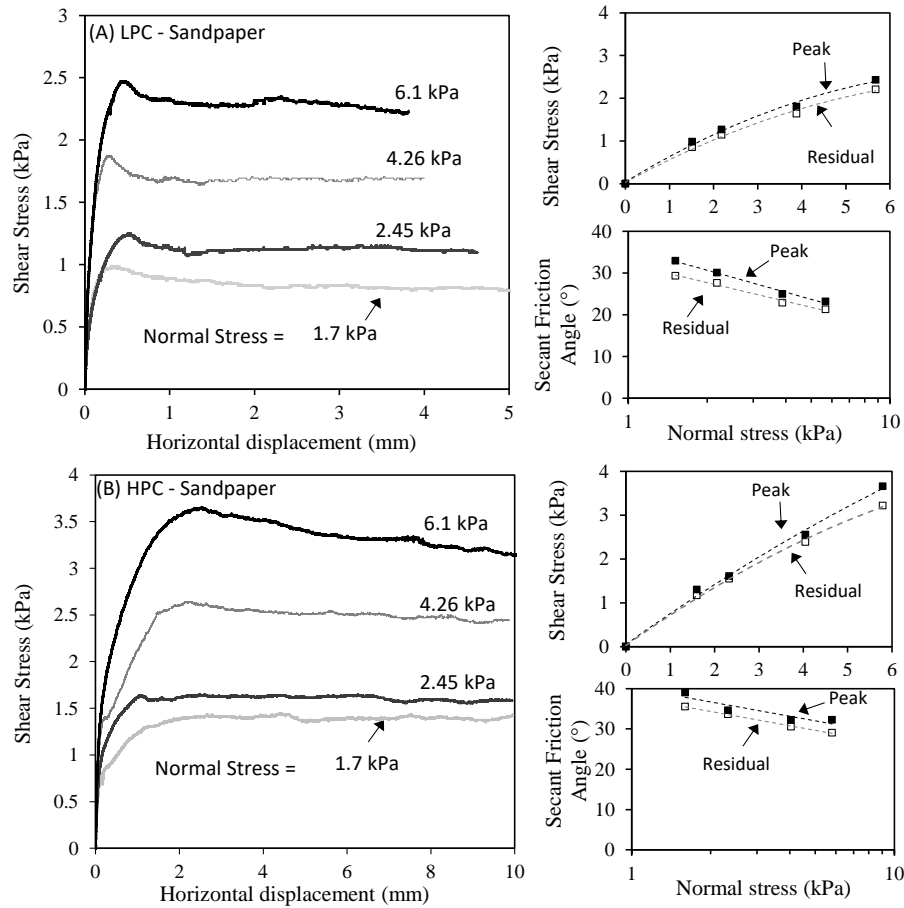 (A) LPC - Sandpaper
3
2.5
2
1.5
1
0.5
0
0 1 2 3 4 5
Shear Stress (kPa)
Horizontal displacement (mm)
6.1 kPa
4.26 kPa
2.45 kPa
Normal Stress = 1.7 kPa
4
3
2
1
0
0 1 2 3 4 5 6
Shear Stress (kPa)
Peak
Residual
40
30
20
10
0
1 10
Secant Friction
Angle (°)
Peak
Residual
Normal stress (kPa)
(B) HPC - Sandpaper
4
3.5
3
2.5
2
1.5
1
0.5
0
0 2 4 6 8 10
Shear Stress (kPa)
Horizontal displacement (mm)
6.1 kPa
4.26 kPa
2.45 kPa
Normal Stress = 1.7 kPa
4
3
2
1
0
0 1 2 3 4 5 6
Shear Stress (kPa)
Peak
Residual
40
30
20
10
0
1 10
Secant Friction
Angle (°)
Peak
Residual
Normal stress (kPa)